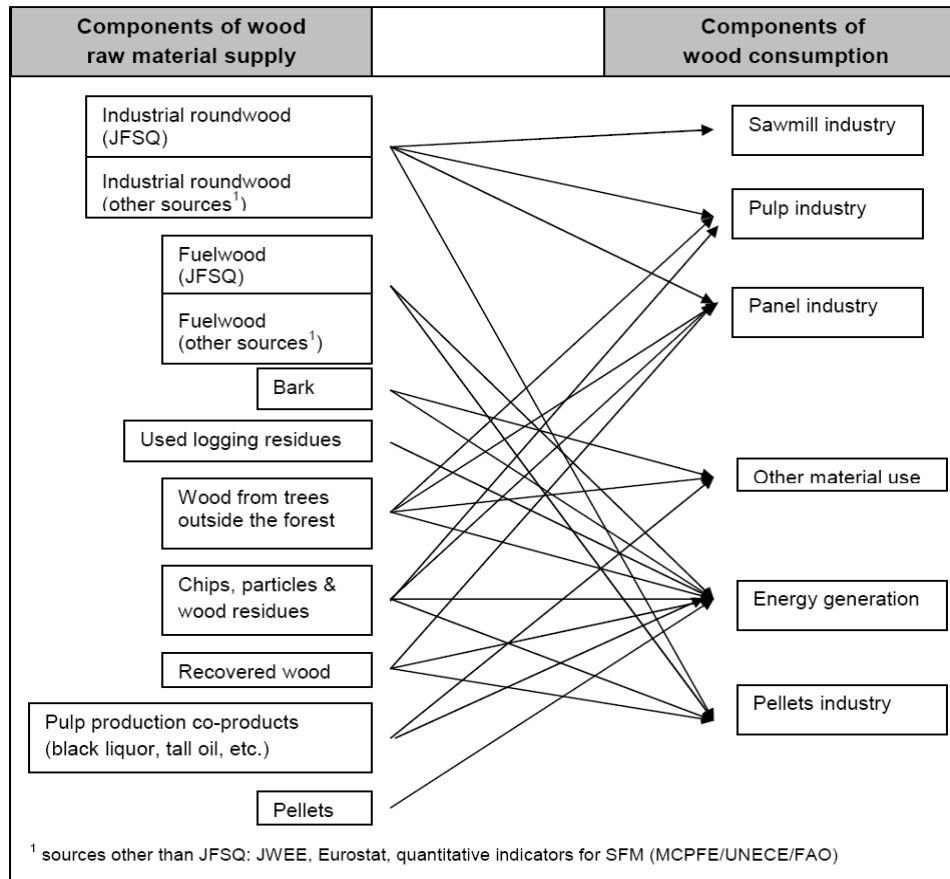 Components of wood
raw material supply
Components of
wood consumption
Industrial roundwood
(JFSQ)
Industrial roundwood
(other sources¹)
Fuelwood
(JFSQ)
Fuelwood
(other sources¹)
Bark
Used logging residues
Wood from trees
outside the forest
Chips, particles &
wood residues
Recovered wood
Pulp production co-products
(black liquor, tall oil, etc.)
Pellets
Sawmill industry
Pulp industry
Panel industry
Other material use
Energy generation
Pellets industry
¹ sources other than JFSQ: JWEE, Eurostat, quantitative indicators for SFM (MCPFE/UNECE/FAO)